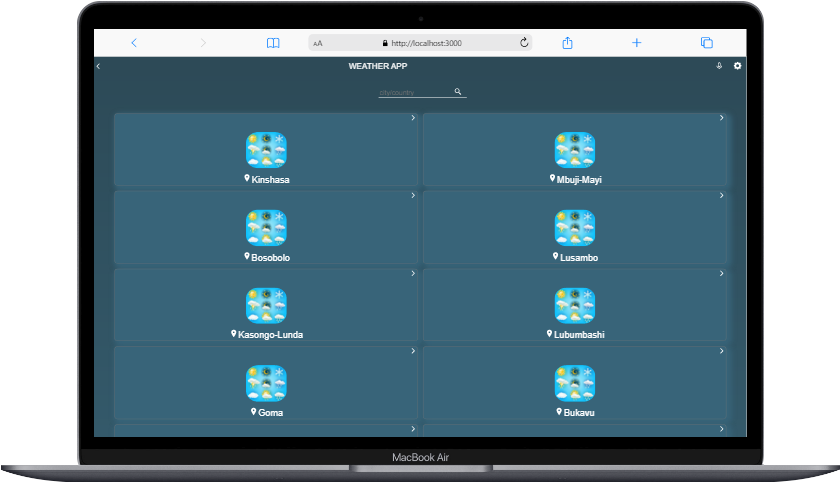 AA http://localhost:3000
WEATHER APP
city/country
Kinshasa
Mbuji-Mayi
Bosobolo
Lusambo
Kasongo-Lunda
Lubumbashi
Goma
Bukavu
MacBook Air